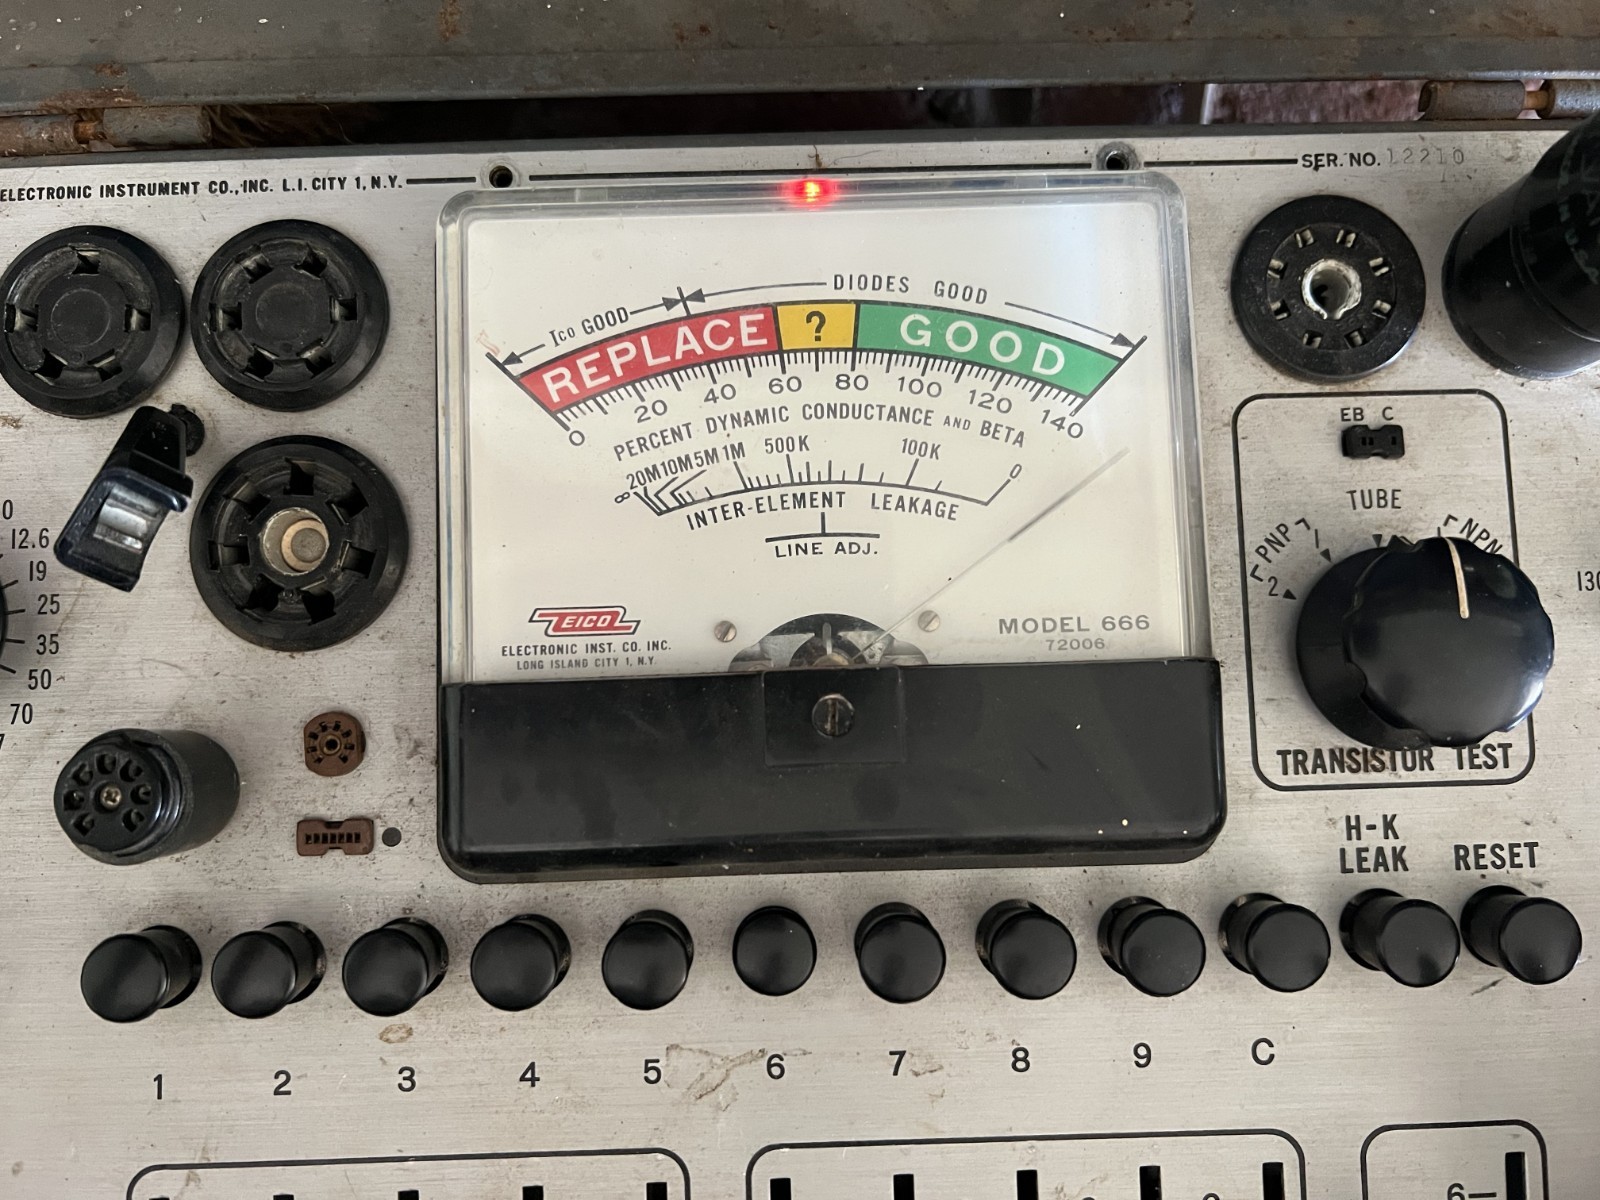 ELECTRONIC INSTRUMENT CO., INC. L.I. CITY 1, N.Y.
SER. NO. 12210
DIODES GOOD
Ico GOOD
REPLACE ? GOOD
0 20 40 60 80 100 120 140
PERCENT DYNAMIC CONDUCTANCE AND BETA
∞ 20M 10M 5M 1M 500K 100K 0
INTER-ELEMENT LEAKAGE
LINE ADJ.
EICO
ELECTRONIC INST. CO. INC.
LONG ISLAND CITY 1, N.Y.
MODEL 666
72006
EB C
TUBE
PNP NPN
1
2
TRANSISTOR TEST
12.6
19
25
35
50
70
H-K
LEAK
RESET
1 2 3 4 5 6 7 8 9 C
6